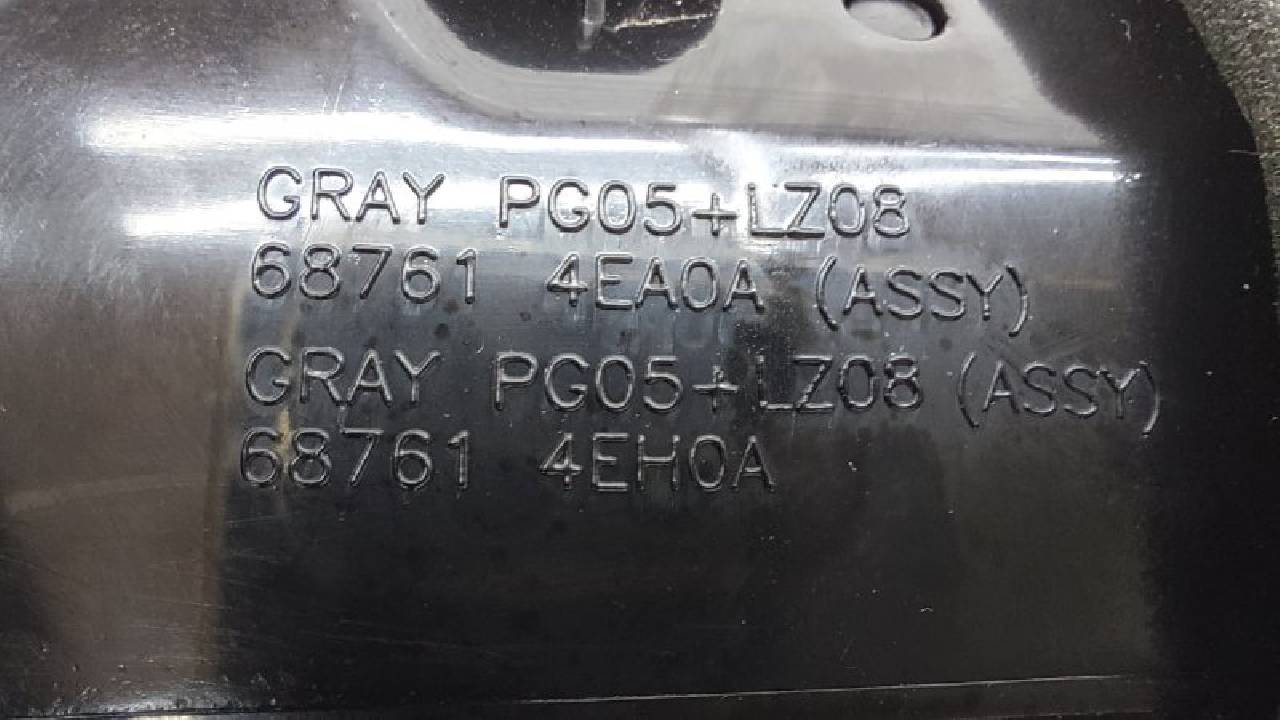 GRAY PG05+LZ08
68761 4EA0A (ASSY)
GRAY PG05+LZ08 (ASSY)
68761 4EH0A